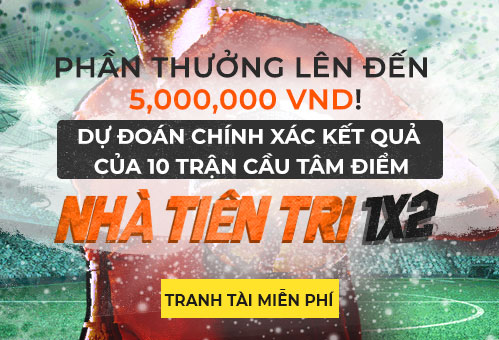 PHẦN THƯỞNG LÊN ĐẾN
5,000,000 VND!
DỰ ĐOÁN CHÍNH XÁC KẾT QUẢ
CỦA 10 TRẬN CẦU TÂM ĐIỂM
NHÀ TIÊN TRI 1X2
TRANH TÀI MIỄN PHÍ